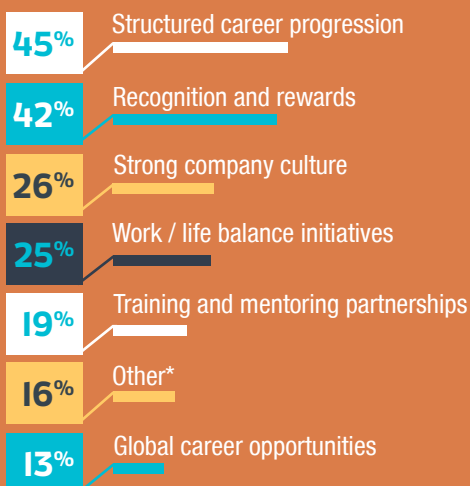 45% Structured career progression
42% Recognition and rewards
26% Strong company culture
25% Work / life balance initiatives
19% Training and mentoring partnerships
16% Other*
13% Global career opportunities